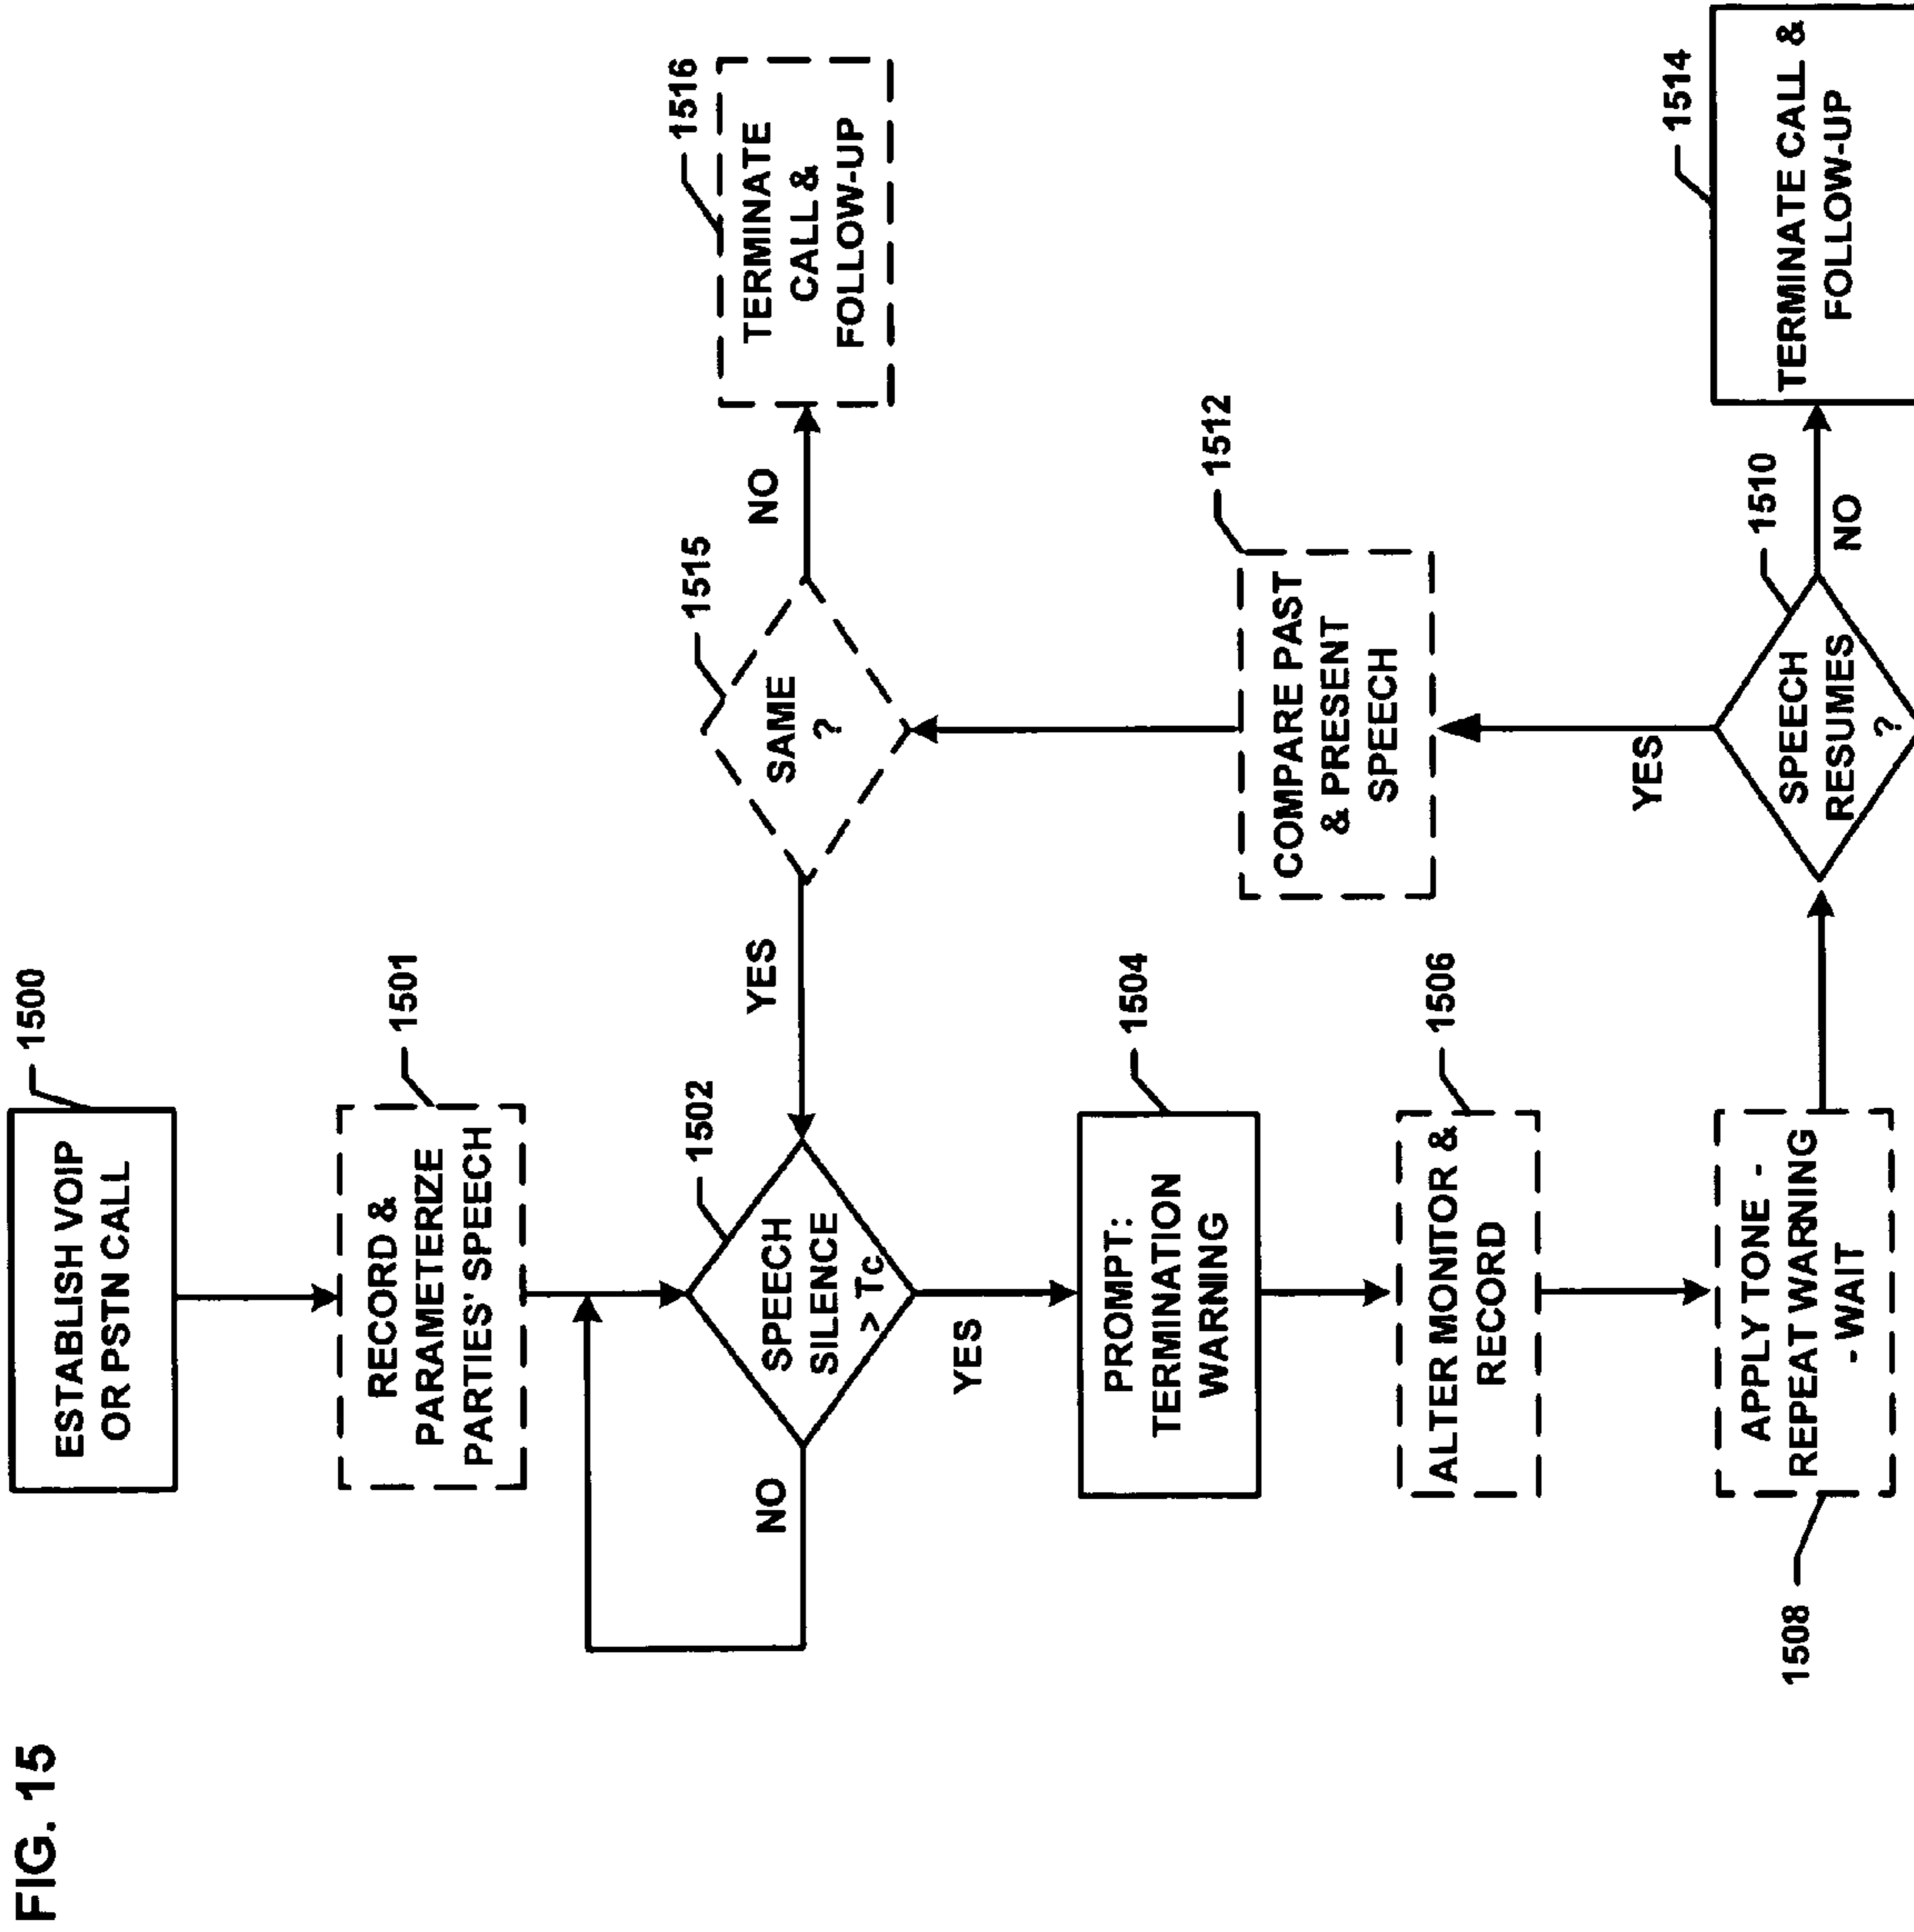 FIG. 15
1500
ESTABLISH VOIP
OR PSTN CALL
1501
RECORD &
PARAMETERIZE
PARTIES' SPEECH
1502
SPEECH
SILENCE
> Tc
NO
YES
1504
PROMPT:
TERMINATION
WARNING
1506
ALTER MONITOR &
RECORD
1508
APPLY TONE -
REPEAT WARNING
- WAIT
1510
SPEECH
RESUMES
?
NO
YES
1514
TERMINATE CALL &
FOLLOW-UP
1512
COMPARE PAST
& PRESENT
SPEECH
1515
SAME
?
YES
NO
1516
TERMINATE
CALL &
FOLLOW-UP